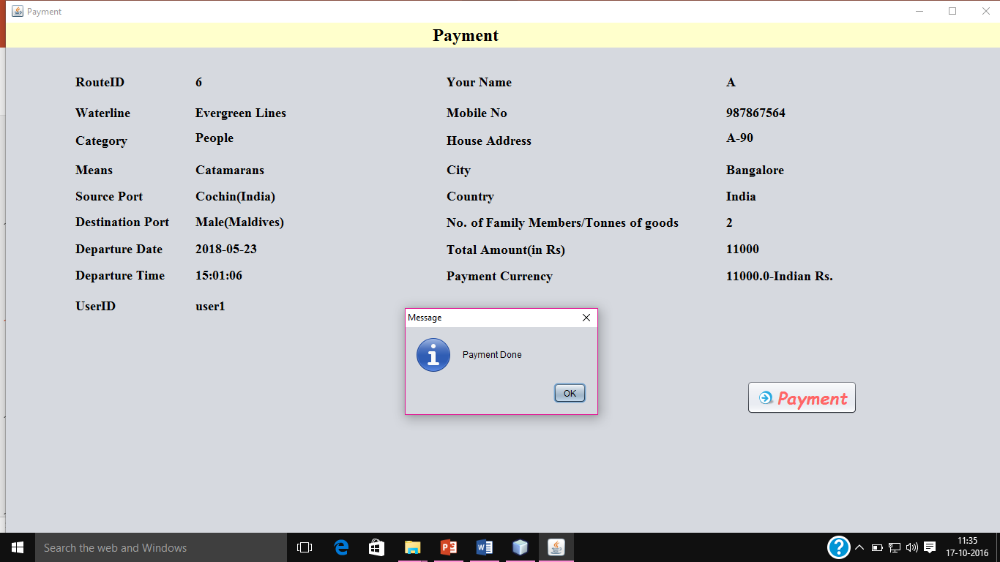 Payment
Payment
RouteID 6 Your Name A
Waterline Evergreen Lines Mobile No 987867564
Category People House Address A-90
Means Catamarans City Bangalore
Source Port Cochin(India) Country India
Destination Port Male(Maldives) No. of Family Members/Tonnes of goods 2
Departure Date 2018-05-23 Total Amount(in Rs) 11000
Departure Time 15:01:06 Payment Currency 11000.0-Indian Rs.
UserID user1
Message
Payment Done
OK
Payment
Search the web and Windows
11:35
17-10-2016